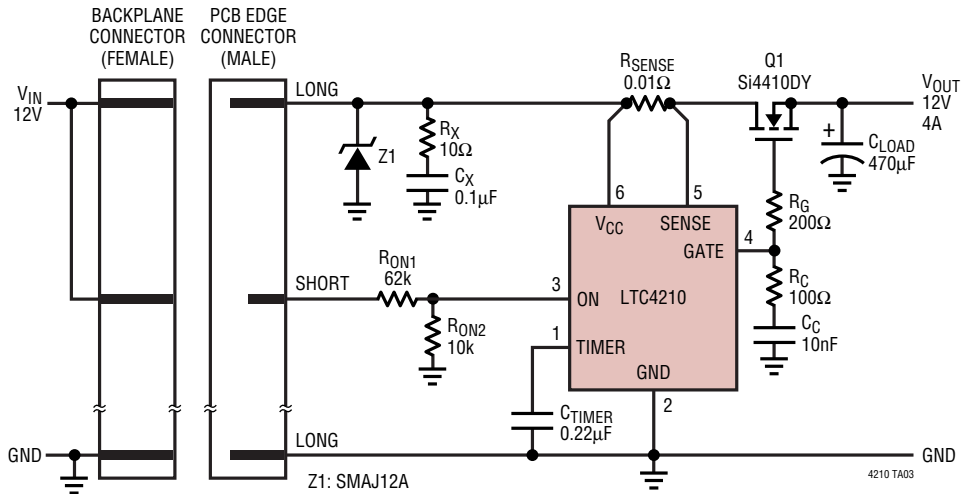 BACKPLANE
CONNECTOR
(FEMALE)
PCB EDGE
CONNECTOR
(MALE)
VIN
12V
LONG
Z1
RX
10Ω
CX
0.1μF
RSENSE
0.01Ω
Q1
Si4410DY
VOUT
12V
4A
+
CLOAD
470μF
6
5
VCC
SENSE
GATE
4
RG
200Ω
RC
100Ω
CC
10nF
SHORT
RON1
62k
RON2
10k
3
ON
LTC4210
1
TIMER
GND
2
CTIMER
0.22μF
GND
LONG
Z1: SMAJ12A
GND
4210 TA03